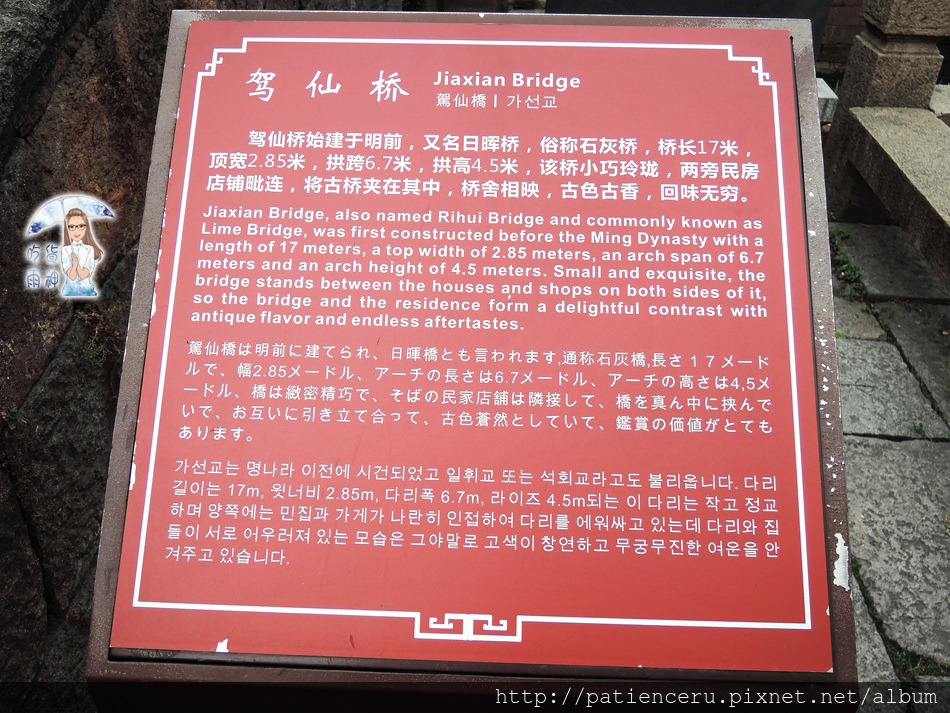 驾仙桥
Jiaxian Bridge
駕仙橋 | 가선교
驾仙桥始建于明前，又名日晖桥，俗称石灰桥，桥长17米，
顶宽2.85米，拱跨6.7米，拱高4.5米，该桥小巧玲珑，两旁民房
店铺毗连，将古桥夹在其中，桥舍相映，古色古香，回味无穷。
Jiaxian Bridge, also named Rihui Bridge and commonly known as
Lime Bridge, was first constructed before the Ming Dynasty with a
length of 17 meters, a top width of 2.85 meters, an arch span of 6.7
meters and an arch height of 4.5 meters. Small and exquisite, the
bridge stands between the houses and shops on both sides of it,
so the bridge and the residence form a delightful contrast with
antique flavor and endless aftertastes.
駕仙橋は明前に建てられ、日暉橋とも言われます,通称石灰橋,長さ１７メード
ルで、幅2.85メードル、アーチの長さは6.7メードル、アーチの高さは4,5メ
ードル、橋は緻密精巧で、そばの民家店舗は隣接して、橋を真ん中に挟んで
いで、お互いに引き立て合って、古色蒼然としていて、鑑賞の価値がとても
あります。
가선교는 명나라 이전에 시건되었고 일휘교 또는 석회교라고도 불리웁니다. 다리
길이는 17m, 윗너비 2.85m, 다리폭 6.7m, 라이즈 4.5m되는 이 다리는 작고 정교
하며 양쪽에는 민집과 가게가 나란히 인접하여 다리를 에워싸고 있는데 다리와 집
들이 서로 어우러져 있는 모습은 그야말로 고색이 창연하고 무궁무진한 여운을 안
겨주고 있습니다.
吃貨
雨神
http://patienceru.pixnet.net/album